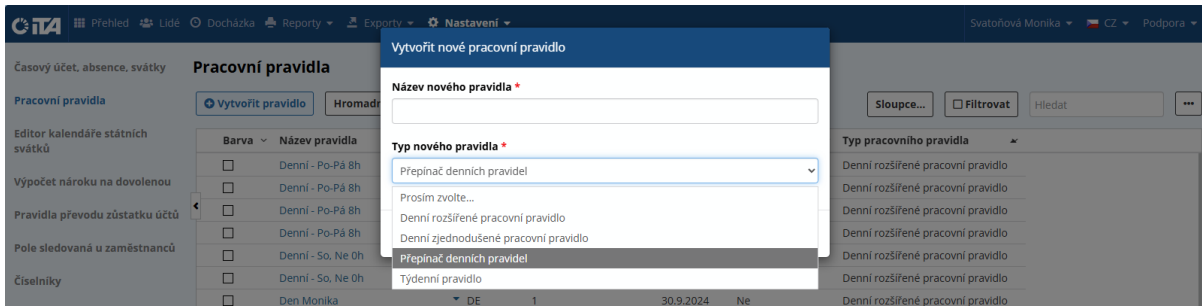 iTA Přehled Lidé Docházka Reporty Exporty Nastavení Svatoňová Monika CZ Podpora
Vytvořit nové pracovní pravidlo
Časový účet, absence, svátky
Pracovní pravidla
Název nového pravidla *
Pracovní pravidla
Vytvořit pravidlo Hromadn Sloupce... Filtrovat Hledat ...
Editor kalendáře státních
svátků
Barva Název pravidla Typ nového pravidla * Typ pracovního pravidla
Denní - Po-Pá 8h Přepínač denních pravidel Denní rozšířené pracovní pravidlo
Výpočet nároku na dovolenou
Denní - Po-Pá 8h Prosím zvolte... Denní rozšířené pracovní pravidlo
Pravidla převodu zůstatku účtů
Denní - Po-Pá 8h Denní rozšířené pracovní pravidlo Denní rozšířené pracovní pravidlo
Denní - Po-Pá 8h Denní zjednodušené pracovní pravidlo Denní rozšířené pracovní pravidlo
Pole sledovaná u zaměstnanců
Denní - So, Ne 0h Přepínač denních pravidel Denní rozšířené pracovní pravidlo
Číselníky
Denní - So, Ne 0h Týdenní pravidlo Denní rozšířené pracovní pravidlo
Den Monika DE 1 30.9.2024 Ne Denní rozšířené pracovní pravidlo